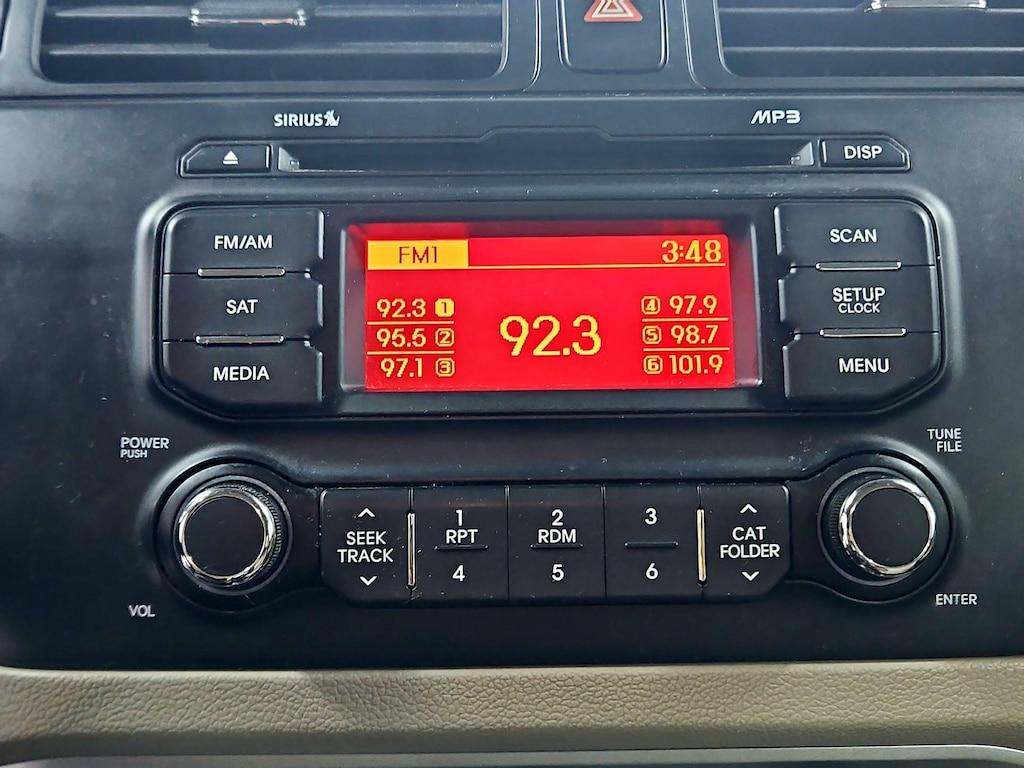 SIRIUS
MP3
DISP
FM/AM
SAT
MEDIA
FM1 3:48
92.3 1
95.5 2
97.1 3
92.3
4 97.9
5 98.7
6 101.9
SCAN
SETUP
CLOCK
MENU
POWER
PUSH
VOL
SEEK
TRACK
1
RPT
4
2
RDM
5
3
6
CAT
FOLDER
TUNE
FILE
ENTER